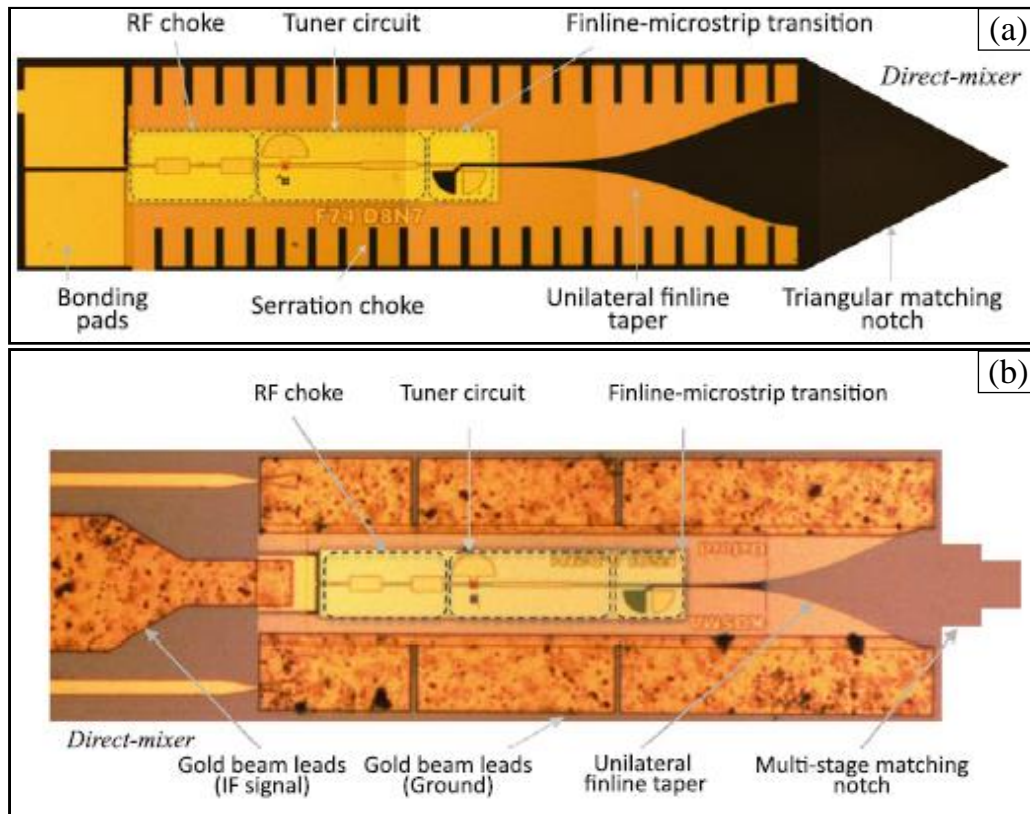 (a)
RF choke Tuner circuit Finline-microstrip transition
Direct-mixer
F24 D8N7
Bonding
pads
Serration choke
Unilateral finline
taper
Triangular matching
notch
(b)
RF choke Tuner circuit Finline-microstrip transition
Direct-mixer
Gold beam leads
(IF signal)
Gold beam leads
(Ground)
Unilateral
finline taper
Multi-stage matching
notch